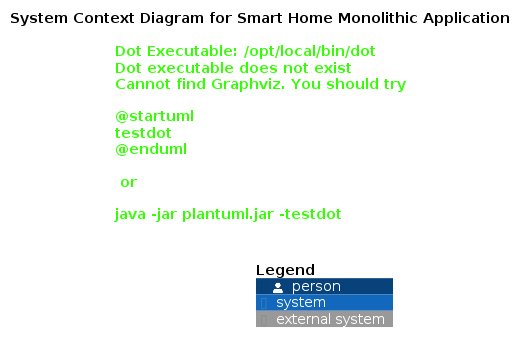 System Context Diagram for Smart Home Monolithic Application
Dot Executable: /opt/local/bin/dot
Dot executable does not exist
Cannot find Graphviz. You should try
@startuml
testdot
@enduml
or
java -jar plantuml.jar -testdot
Legend
person
system
external system